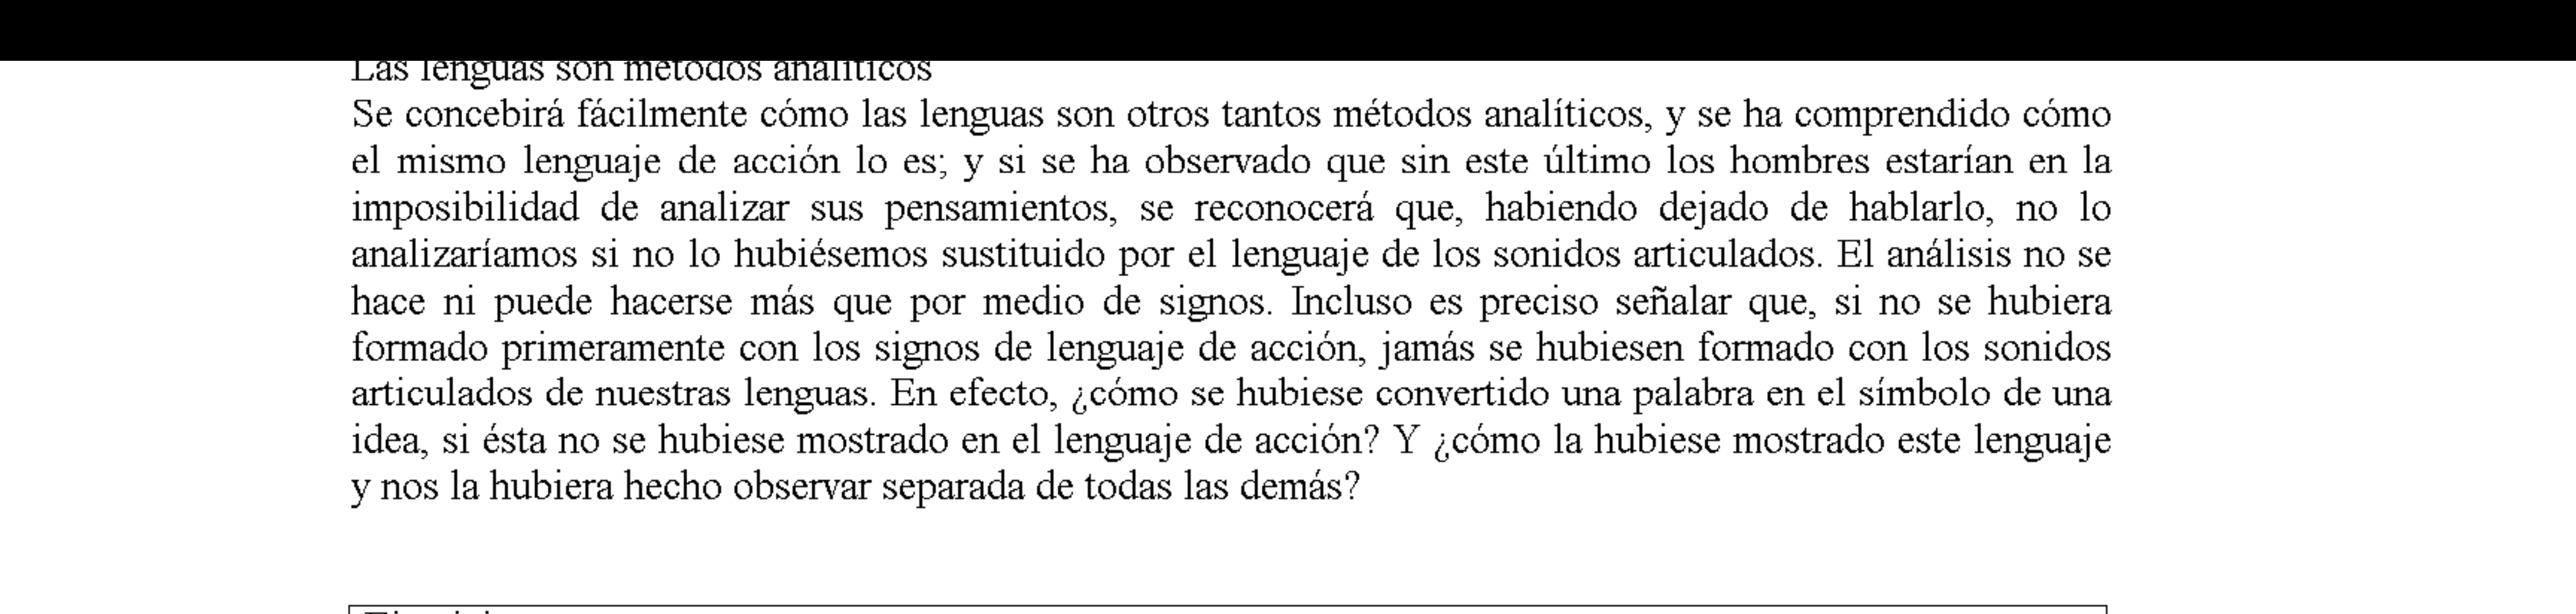 Las lenguas son métodos analíticos
Se concebirá fácilmente cómo las lenguas son otros tantos métodos analíticos, y se ha comprendido cómo
el mismo lenguaje de acción lo es; y si se ha observado que sin este último los hombres estarían en la
imposibilidad de analizar sus pensamientos, se reconocerá que, habiendo dejado de hablarlo, no lo
analizaríamos si no lo hubiésemos sustituido por el lenguaje de los sonidos articulados. El análisis no se
hace ni puede hacerse más que por medio de signos. Incluso es preciso señalar que, si no se hubiera
formado primeramente con los signos de lenguaje de acción, jamás se hubiesen formado con los sonidos
articulados de nuestras lenguas. En efecto, ¿cómo se hubiese convertido una palabra en el símbolo de una
idea, si ésta no se hubiese mostrado en el lenguaje de acción? Y ¿cómo la hubiese mostrado este lenguaje
y nos la hubiera hecho observar separada de todas las demás?